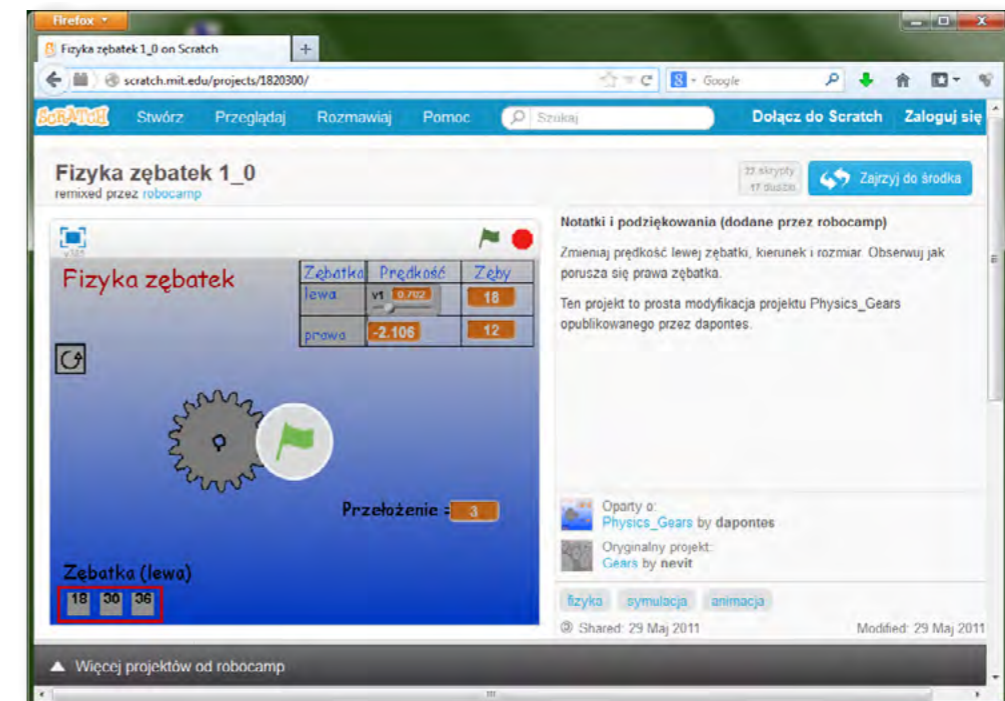 Firefox
Fizyka zębatek 1_0 on Scratch
scratch.mit.edu/projects/1820300/
Google
SCRATCH Stwórz Przeglądaj Rozmawiaj Pomoc Szukaj Dołącz do Scratch Zaloguj się
Fizyka zębatek 1_0
remixed przez robocamp
22 skrypty
17 duszki
Zajrzyj do środka
Fizyka zębatek
Zębatka Prędkość Zęby
lewa v1 0.702 18
prawa -2.106 12
Przełożenie = 3
Zębatka (lewa)
18 30 36
Notatki i podziękowania (dodane przez robocamp)
Zmieniaj prędkość lewej zębatki, kierunek i rozmiar. Obserwuj jak
porusza się prawa zębatka.
Ten projekt to prosta modyfikacja projektu Physics_Gears
opublikowanego przez dapontes.
Oparty o:
Physics_Gears by dapontes
Oryginalny projekt:
Gears by nevit
fizyka symulacja animacja
Shared: 29 Maj 2011 Modified: 29 Maj 2011
Więcej projektów od robocamp